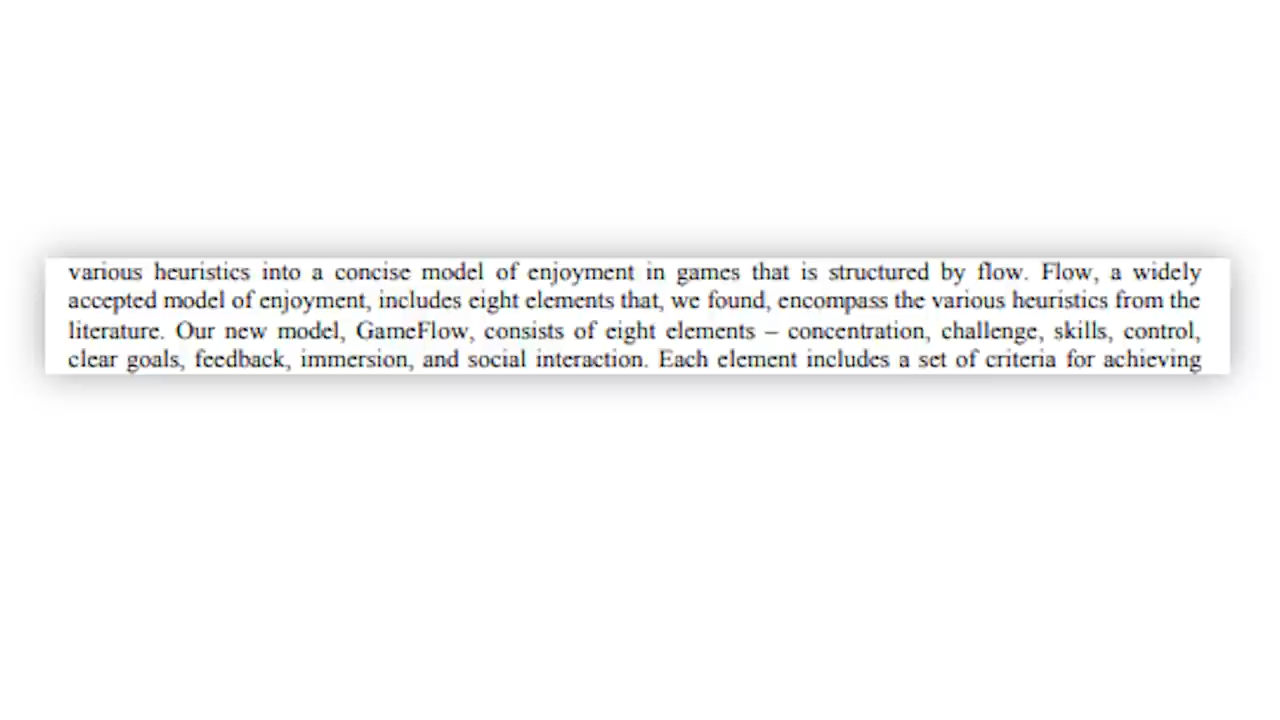 various heuristics into a concise model of enjoyment in games that is structured by flow. Flow, a widely
accepted model of enjoyment, includes eight elements that, we found, encompass the various heuristics from the
literature. Our new model, GameFlow, consists of eight elements – concentration, challenge, skills, control,
clear goals, feedback, immersion, and social interaction. Each element includes a set of criteria for achieving